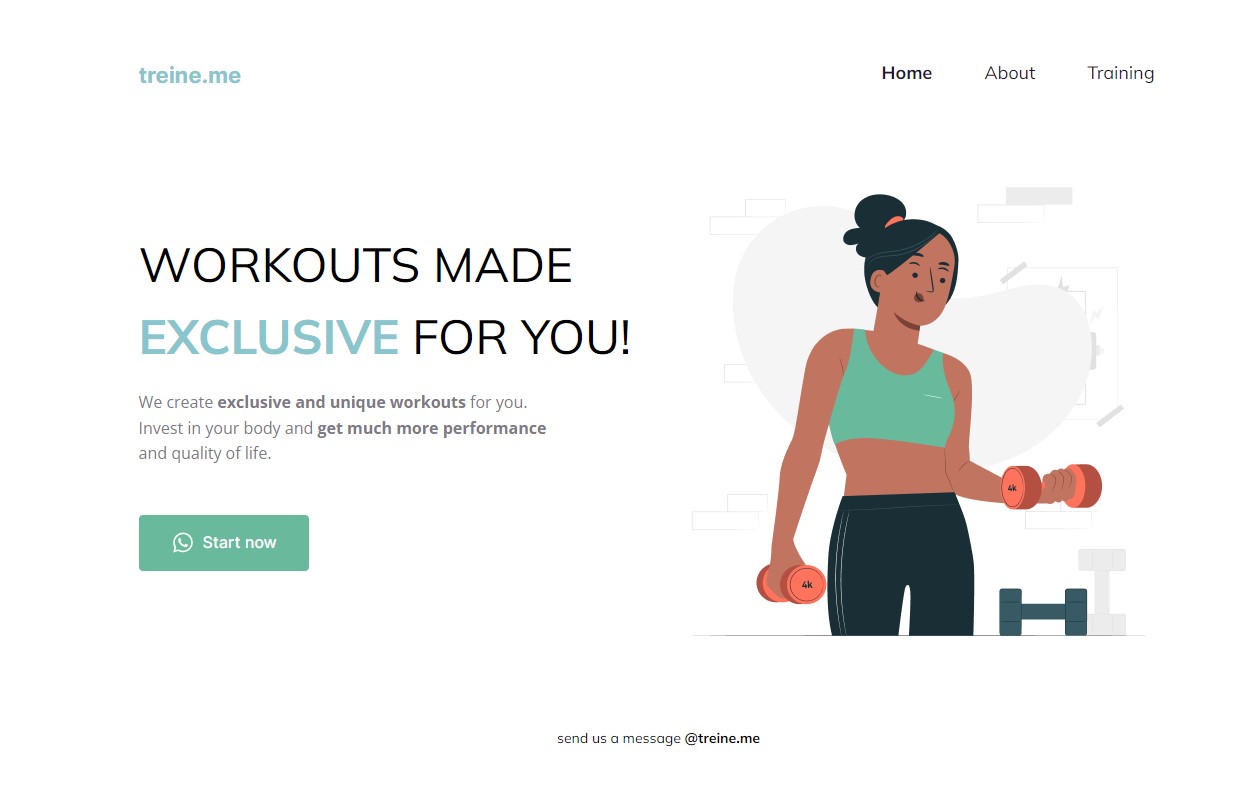 treine.me
Home
About
Training
WORKOUTS MADE
EXCLUSIVE FOR YOU!
We create exclusive and unique workouts for you.
Invest in your body and get much more performance
and quality of life.
Start now
4k
4k
send us a message @treine.me